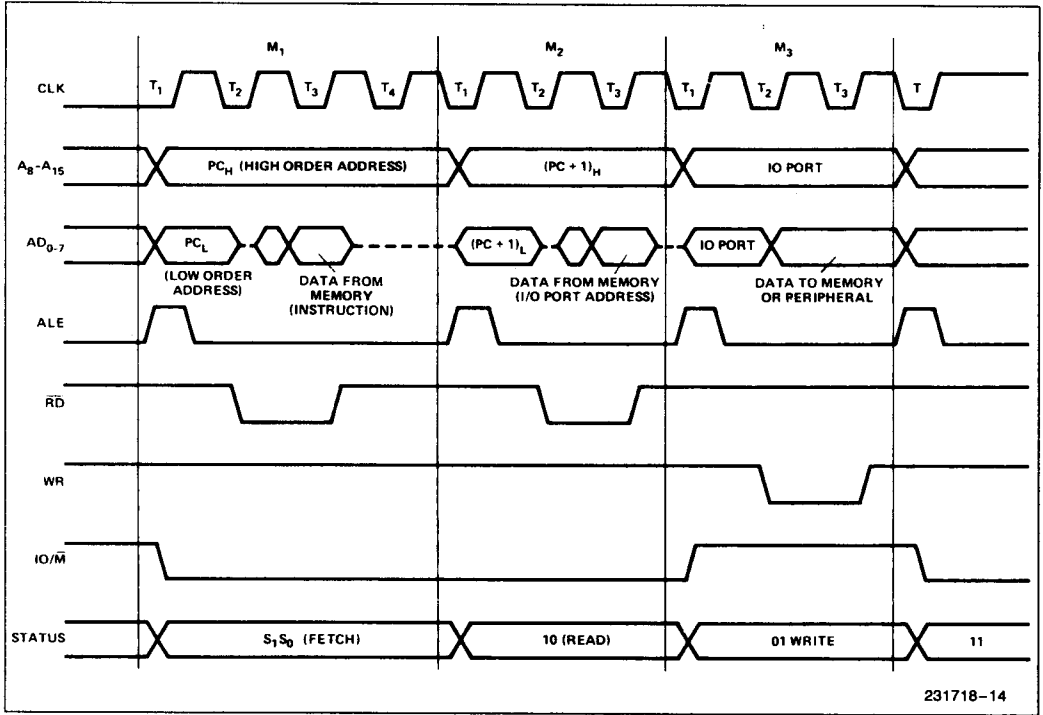 M1 M2 M3
CLK T1 T2 T3 T4 T1 T2 T3 T1 T2 T3 T
A8-A15 PCH (HIGH ORDER ADDRESS) (PC + 1)H IO PORT
AD0-7 PCL (PC + 1)L IO PORT
(LOW ORDER
ADDRESS)
DATA FROM
MEMORY
(INSTRUCTION)
DATA FROM MEMORY
(I/O PORT ADDRESS)
DATA TO MEMORY
OR PERIPHERAL
ALE
R̅D̅
WR
IO/M̅
STATUS S1S0 (FETCH) 10 (READ) 01 WRITE 11
231718-14